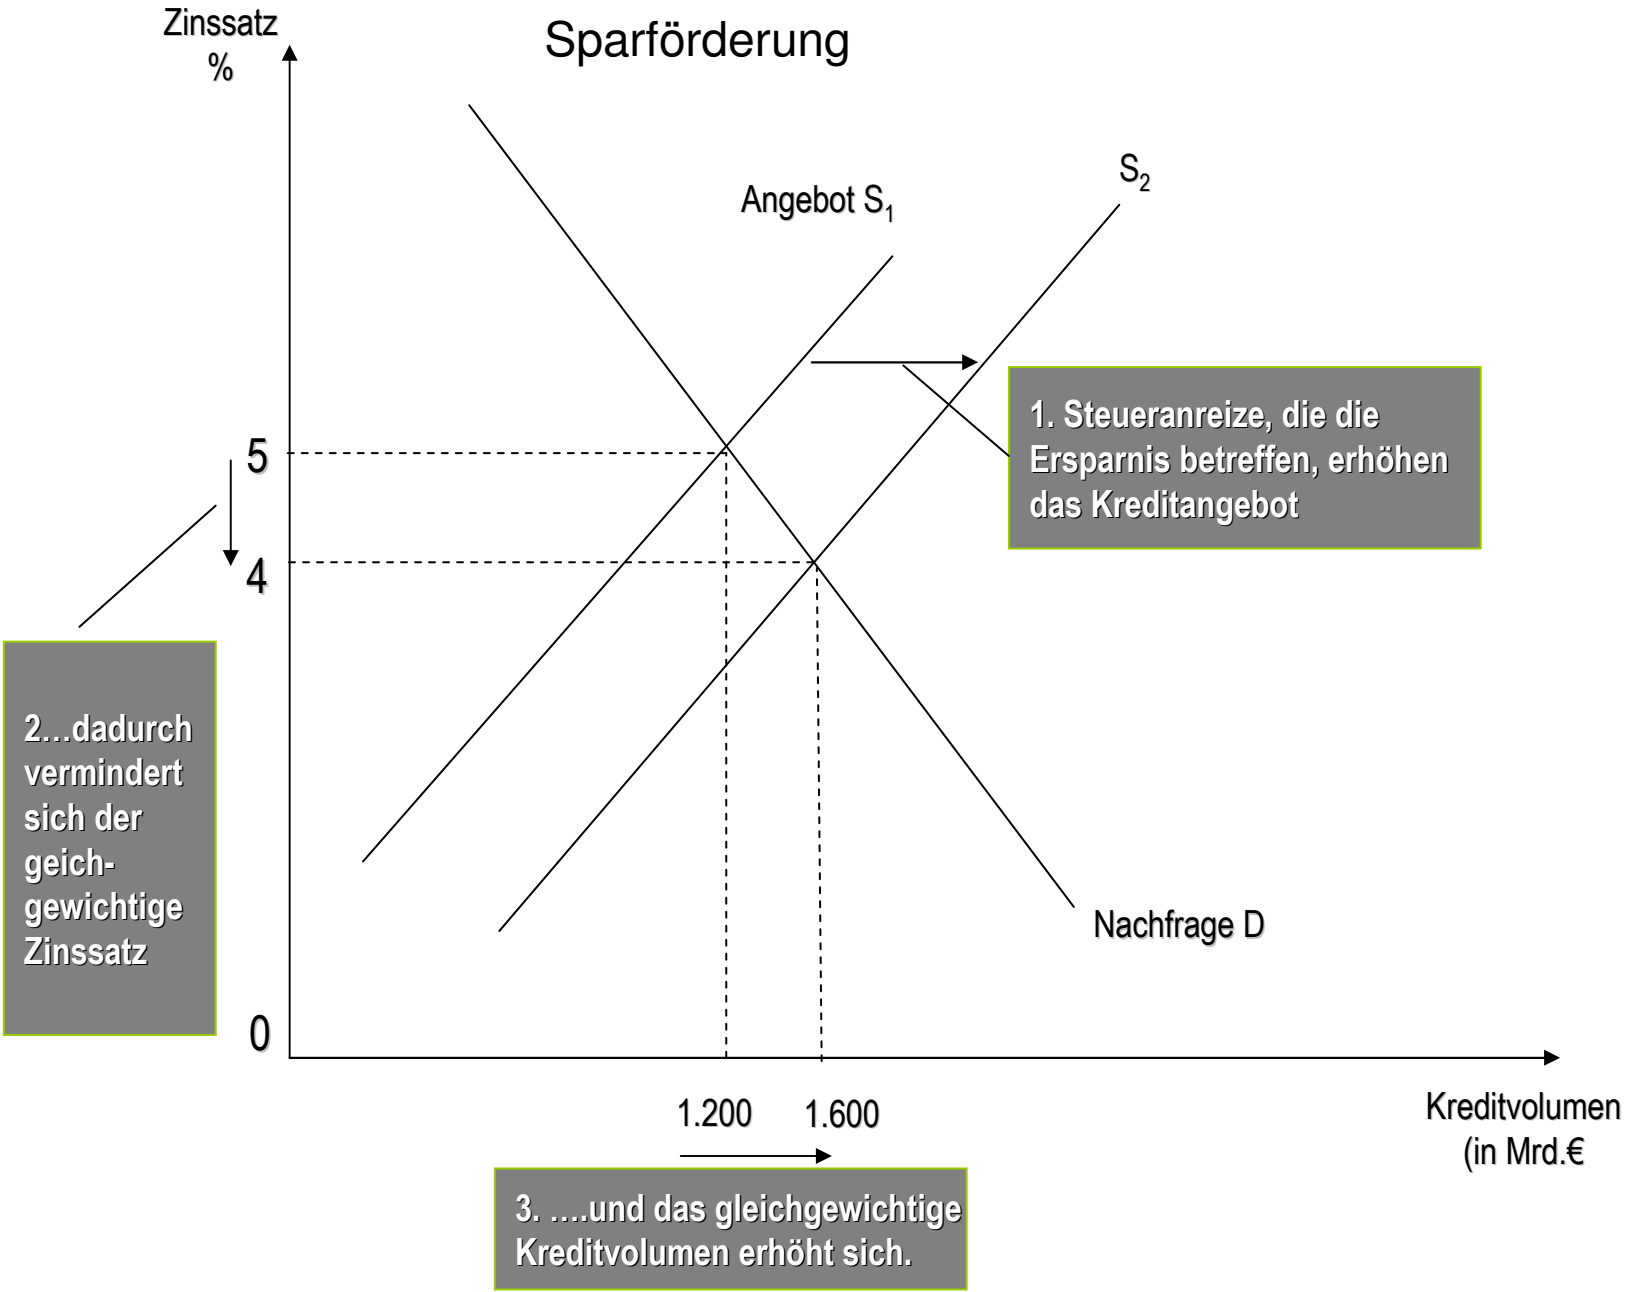 Sparförderung
Zinssatz
%
Angebot S1
S2
1. Steueranreize, die die
Ersparnis betreffen, erhöhen
das Kreditangebot
5
4
2…dadurch
vermindert
sich der
geich-
gewichtige
Zinssatz
Nachfrage D
0
1.200 1.600
Kreditvolumen
(in Mrd.€
3. ….und das gleichgewichtige
Kreditvolumen erhöht sich.